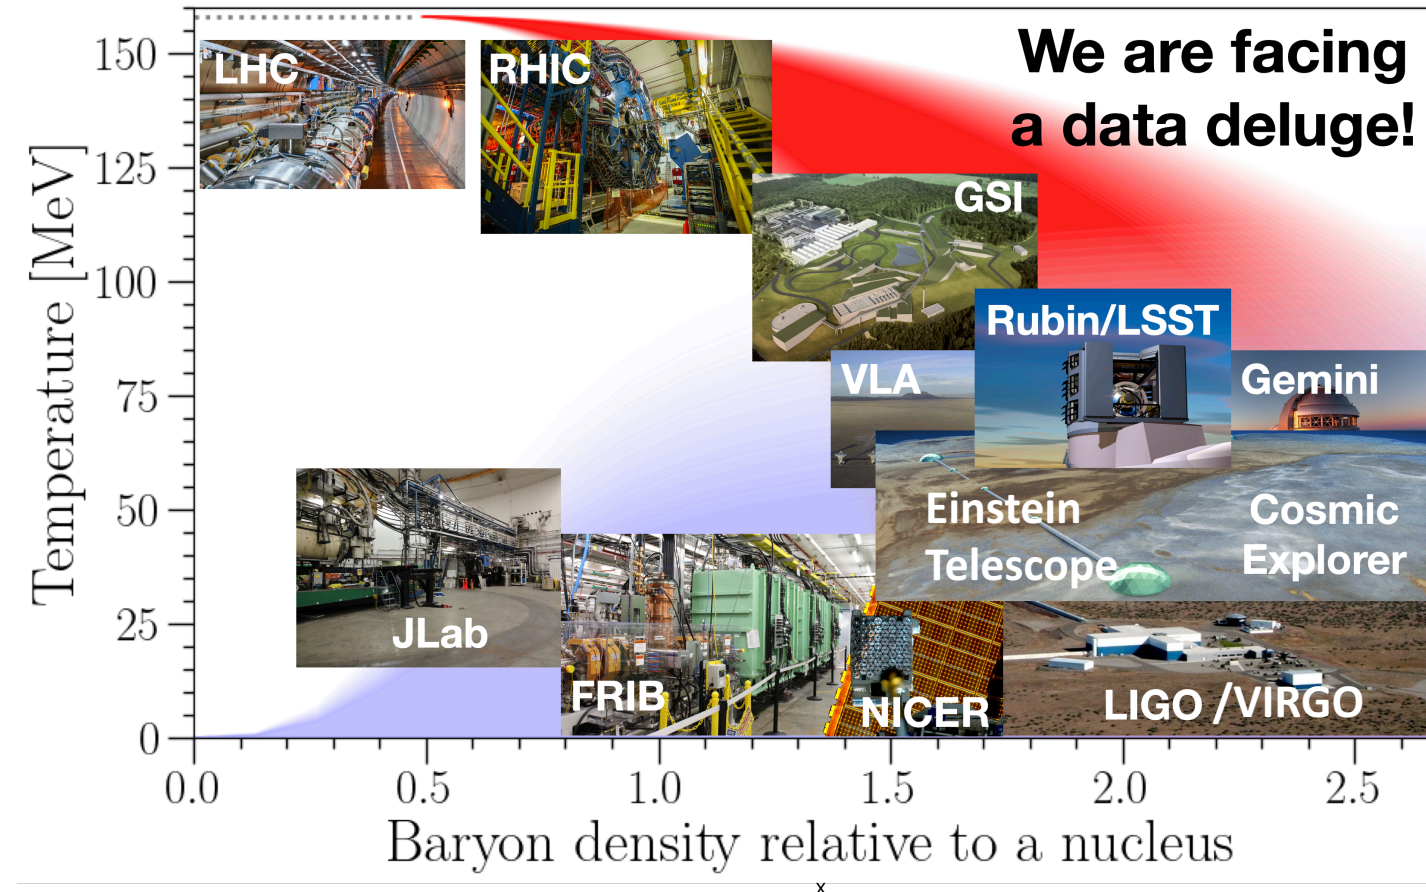 We are facing
a data deluge!
LHC
RHIC
GSI
Rubin/LSST
VLA
Gemini
Einstein
Telescope
Cosmic
Explorer
JLab
FRIB
NICER
LIGO /VIRGO
Temperature [MeV]
150
125
100
75
50
25
0
0.0 0.5 1.0 1.5 2.0 2.5
Baryon density relative to a nucleus
x